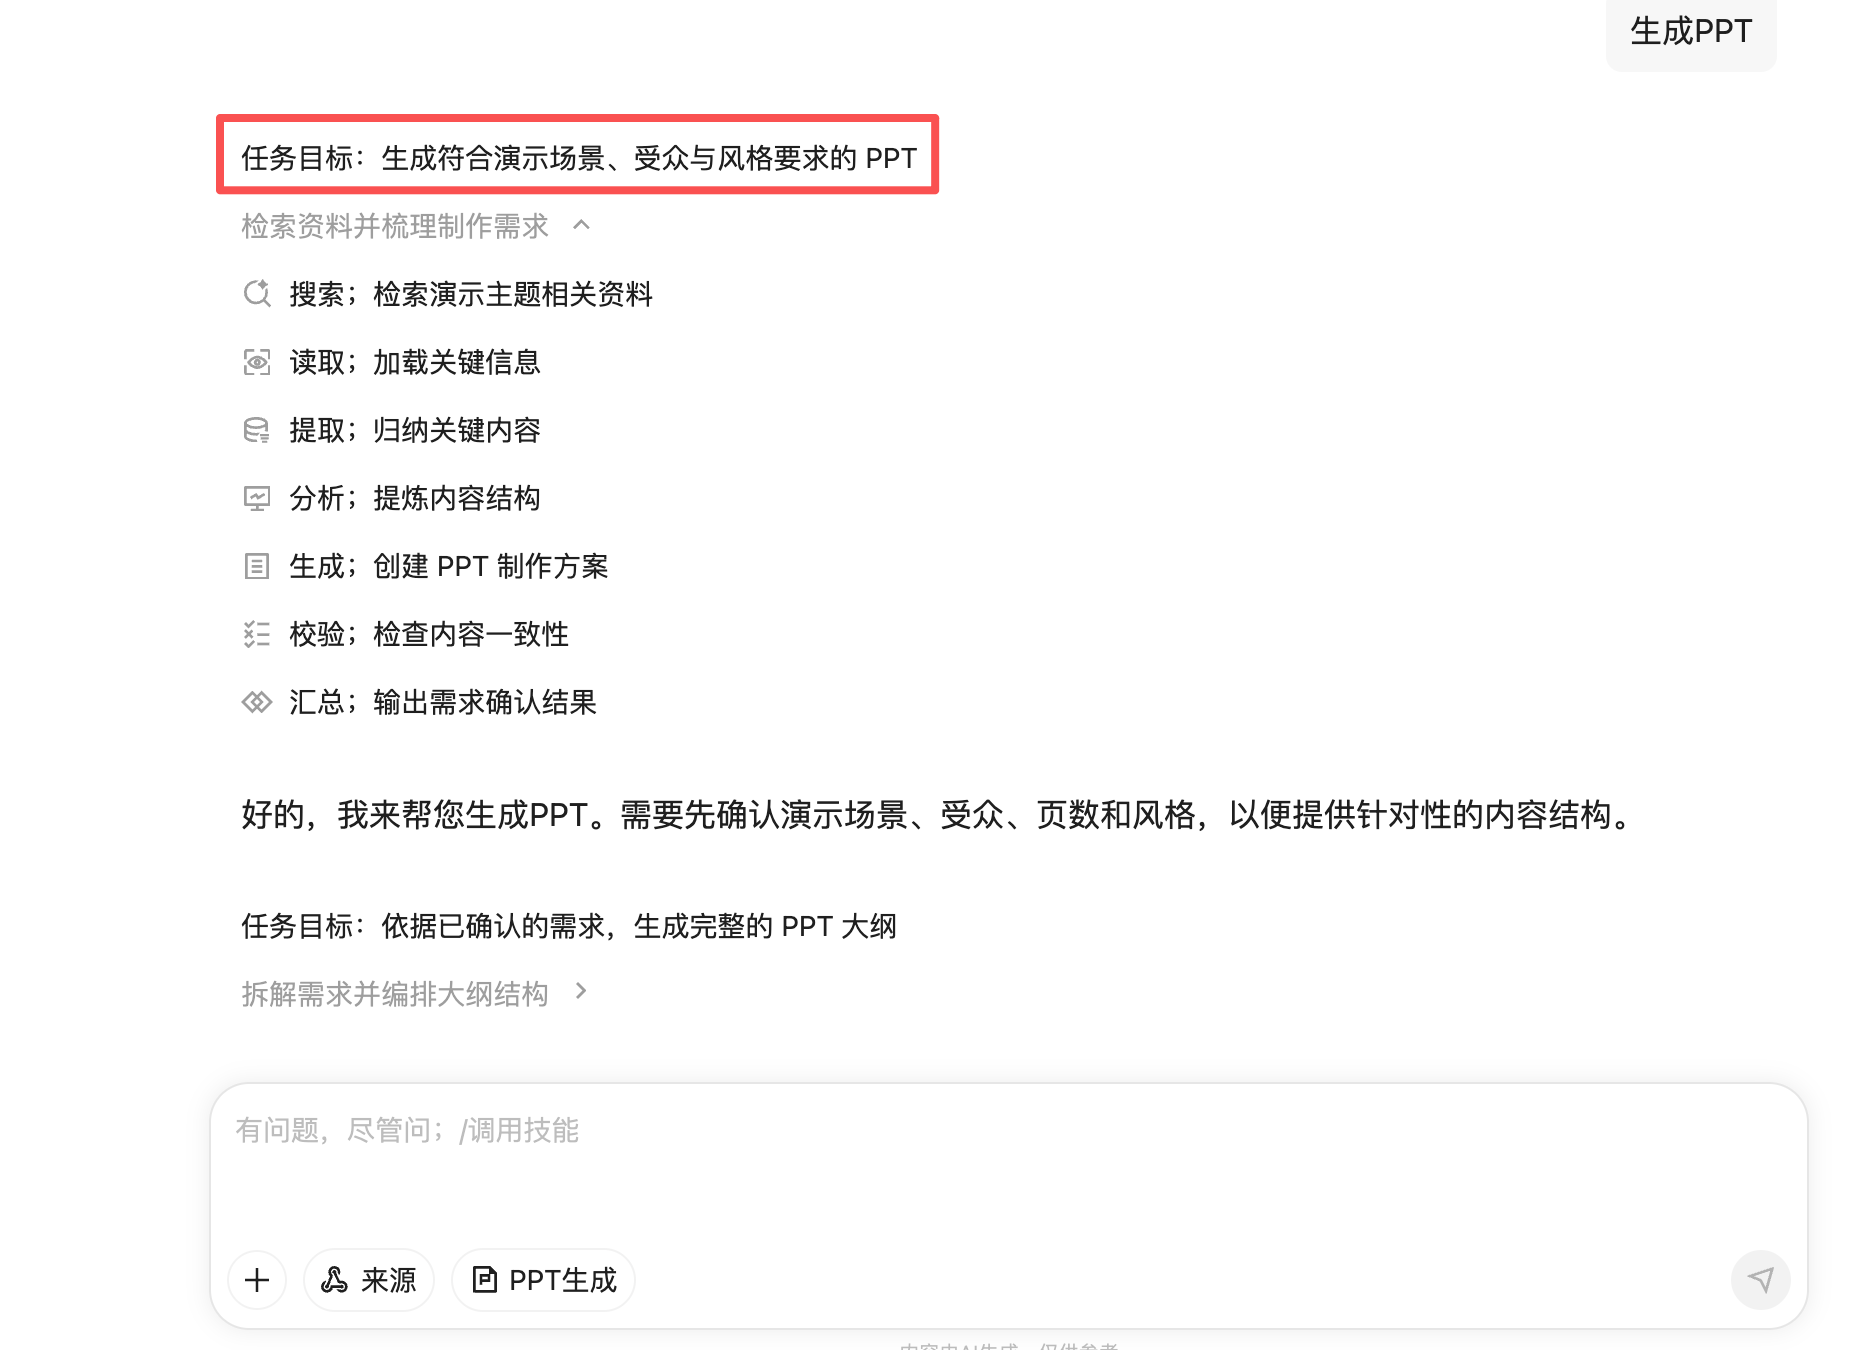 生成PPT
任务目标：生成符合演示场景、受众与风格要求的 PPT
检索资料并梳理制作需求
搜索；检索演示主题相关资料
读取；加载关键信息
提取；归纳关键内容
分析；提炼内容结构
生成；创建 PPT 制作方案
校验；检查内容一致性
汇总；输出需求确认结果
好的，我来帮您生成PPT。需要先确认演示场景、受众、页数和风格，以便提供针对性的内容结构。
任务目标：依据已确认的需求，生成完整的 PPT 大纲
拆解需求并编排大纲结构
有问题，尽管问；/调用技能
来源
PPT生成